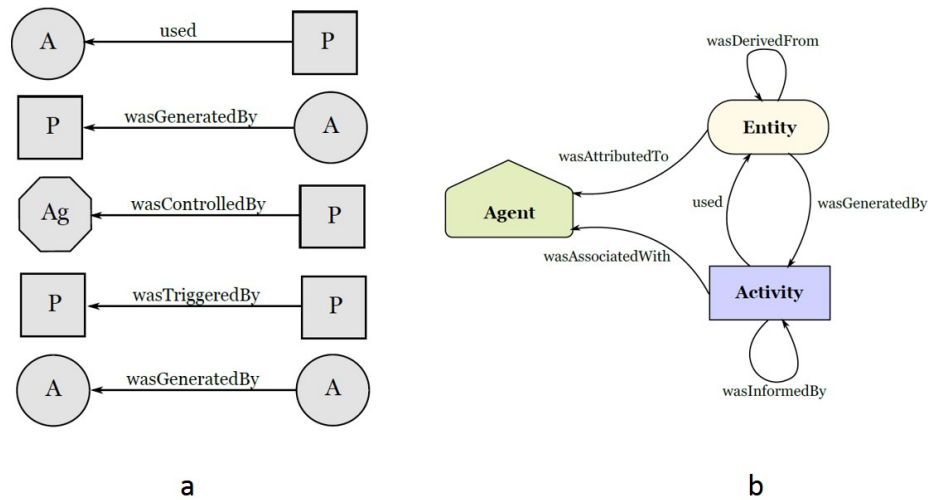 A used P
P wasGeneratedBy A
Ag wasControlledBy P
P wasTriggeredBy P
A wasGeneratedBy A
a
wasDerivedFrom
Entity
wasAttributedTo
Agent
used
wasGeneratedBy
wasAssociatedWith
Activity
wasInformedBy
b